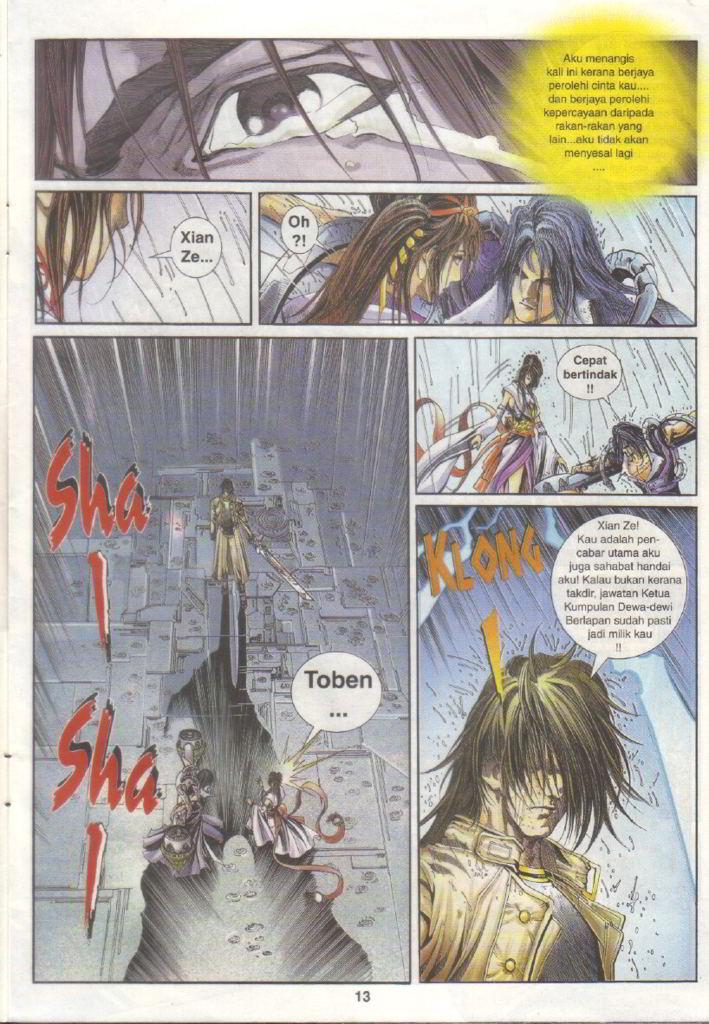 Aku menangis
kali ini kerana berjaya
perolehi cinta kau....
dan berjaya perolehi
kepercayaan daripada
rakan-rakan yang
lain...aku tidak akan
menyesal lagi
....
Xian
Ze...
Oh
?!
Sha
!
Sha
!
Toben
...
Cepat
bertindak
!!
KLONG
!
Xian Ze!
Kau adalah pen-
cabar utama aku
juga sahabat handai
aku! Kalau bukan kerana
takdir, jawatan Ketua
Kumpulan Dewa-dewi
Berlapan sudah pasti
jadi milik kau
!!
13